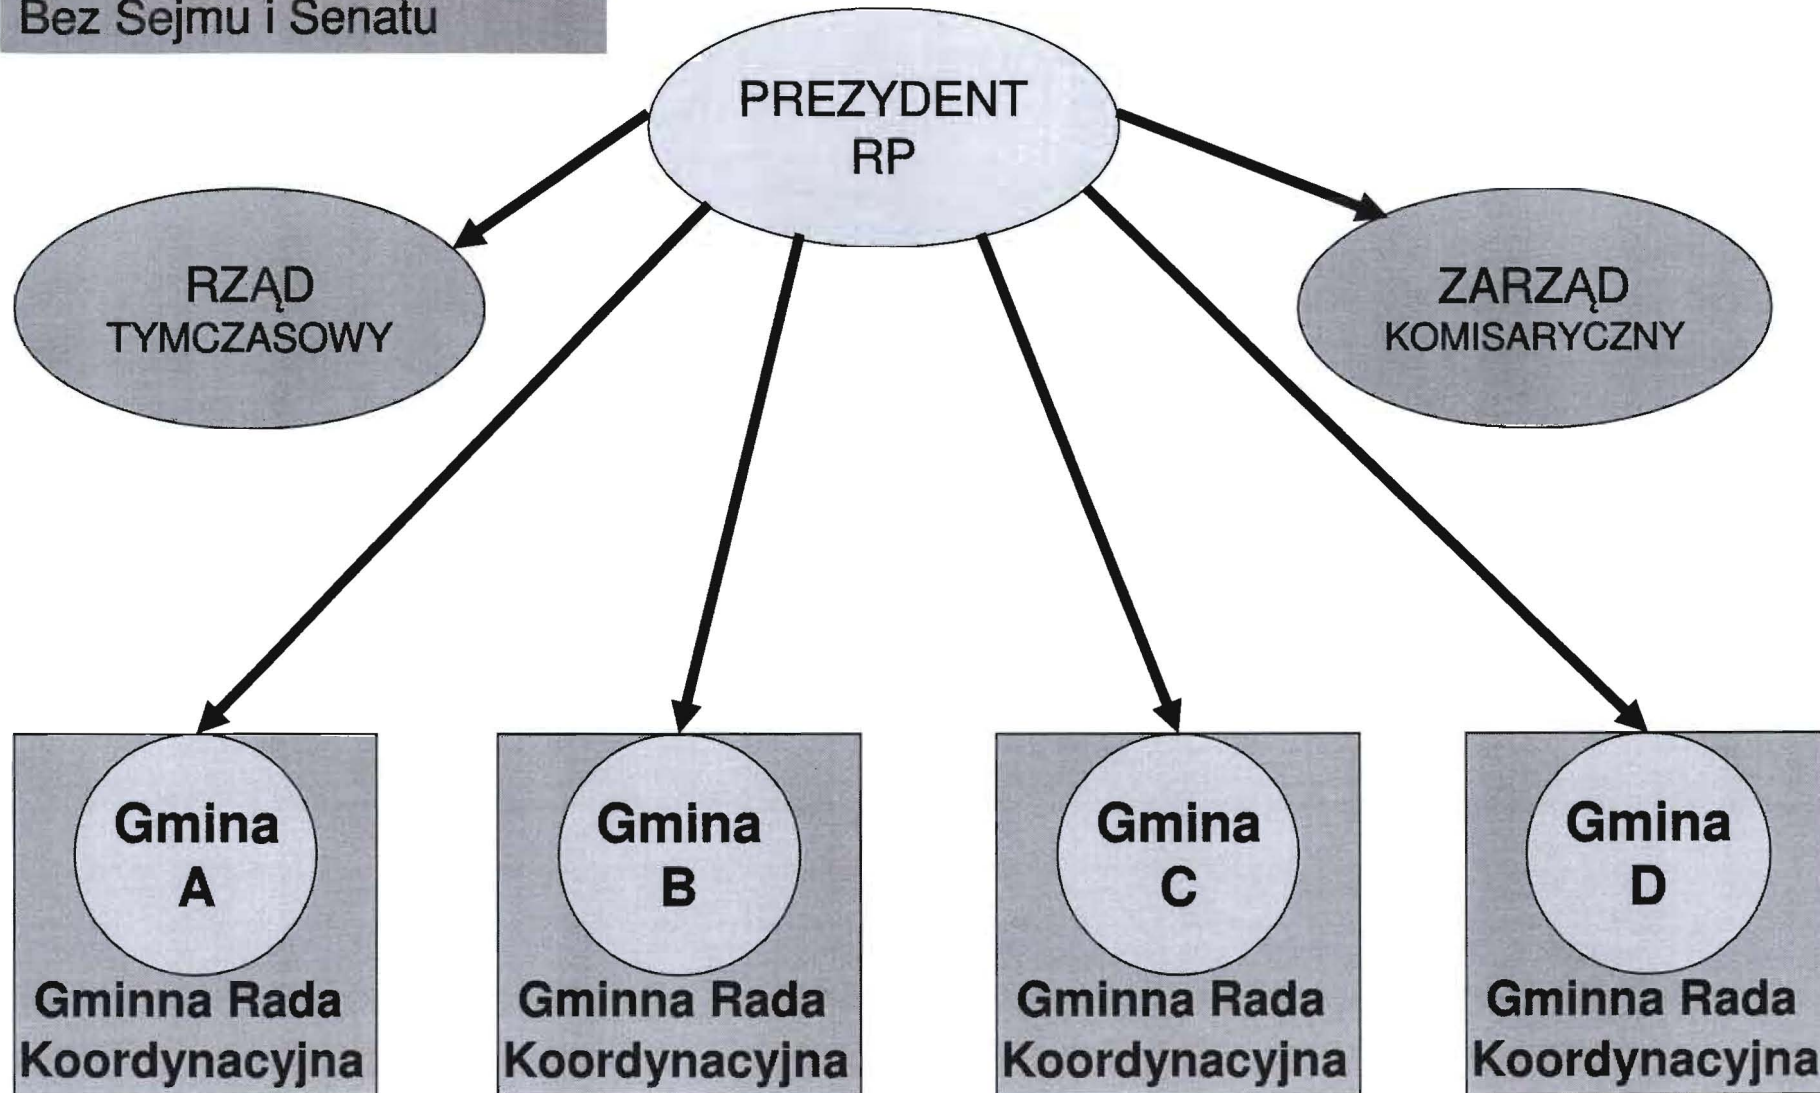 Bez Sejmu i Senatu
PREZYDENT
RP
RZĄD
TYMCZASOWY
ZARZĄD
KOMISARYCZNY
Gmina
A
Gminna Rada
Koordynacyjna
Gmina
B
Gminna Rada
Koordynacyjna
Gmina
C
Gminna Rada
Koordynacyjna
Gmina
D
Gminna Rada
Koordynacyjna